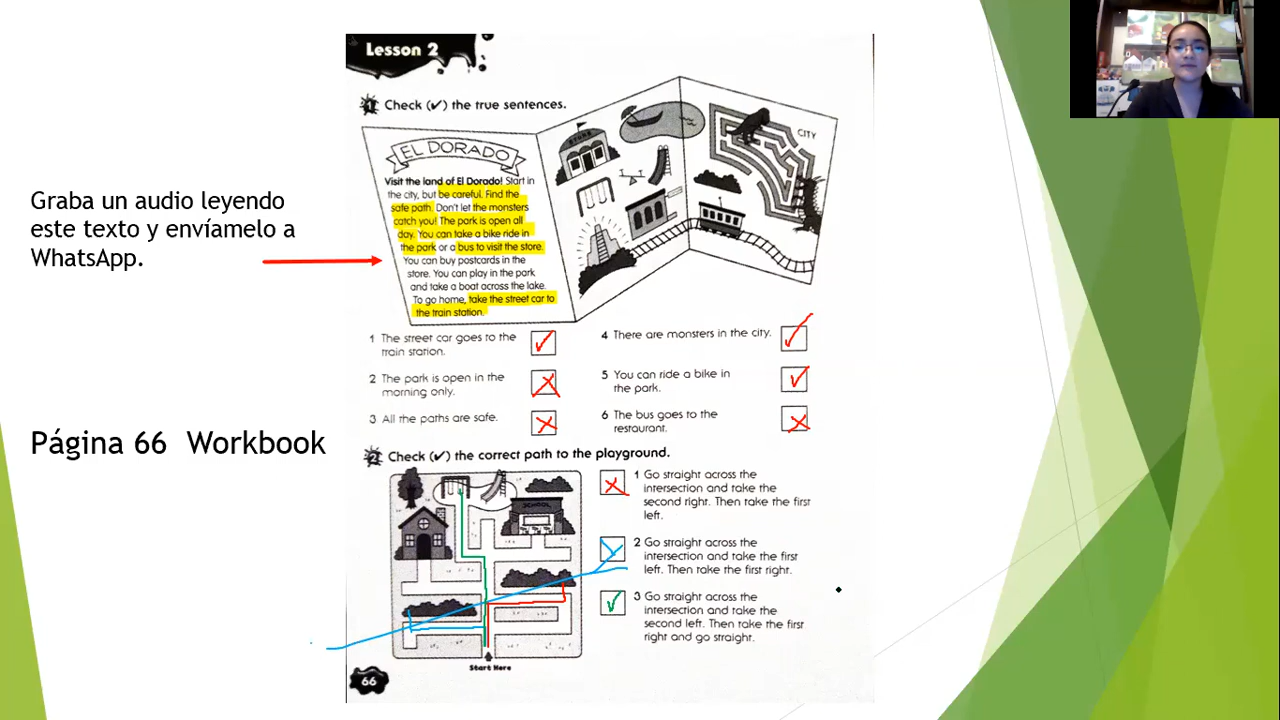 Lesson 2
1 Check (✔) the true sentences.
EL DORADO
Visit the land of El Dorado! Start in
the city, but be careful. Find the
safe path. Don't let the monsters
catch you! The park is open all
day. You can take a bike ride in
the park or a bus to visit the store.
You can buy postcards in the
store. You can play in the park
and take a boat across the lake.
To go home, take the street car to
the train station.
STORE
CITY
Graba un audio leyendo
este texto y envíamelo a
WhatsApp.
1 The street car goes to the
train station.
2 The park is open in the
morning only.
3 All the paths are safe.
4 There are monsters in the city.
5 You can ride a bike in
the park.
6 The bus goes to the
restaurant.
Página 66 Workbook
2 Check (✔) the correct path to the playground.
SCHOOL
Start Here
1 Go straight across the
intersection and take the
second right. Then take the first
left.
2 Go straight across the
intersection and take the first
left. Then take the first right.
3 Go straight across the
intersection and take the
second left. Then take the first
right and go straight.
66